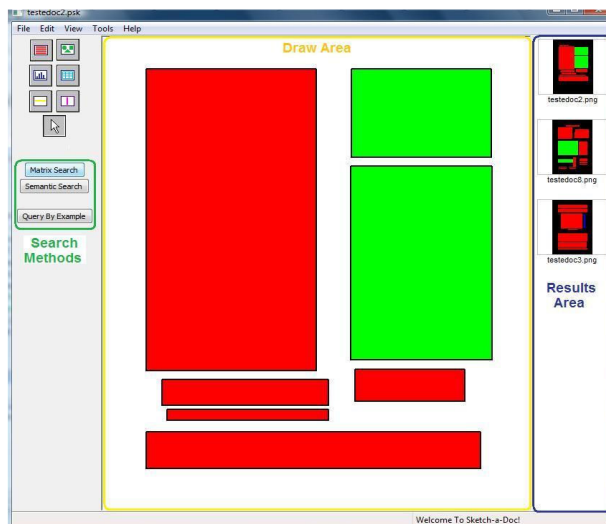 testedoc2.psk
File Edit View Tools Help
Draw Area
testedoc2.png
Matrix Search
testedoc8.png
Semantic Search
Query By Example
Search
Methods
testedoc3.png
Results
Area
Welcome To Sketch-a-Doc!